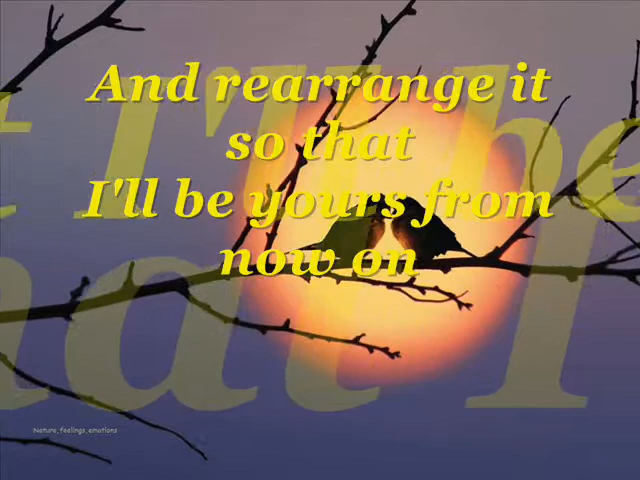 And rearrange it
so that
I'll be yours from
now on
Nature, feelings, emotions